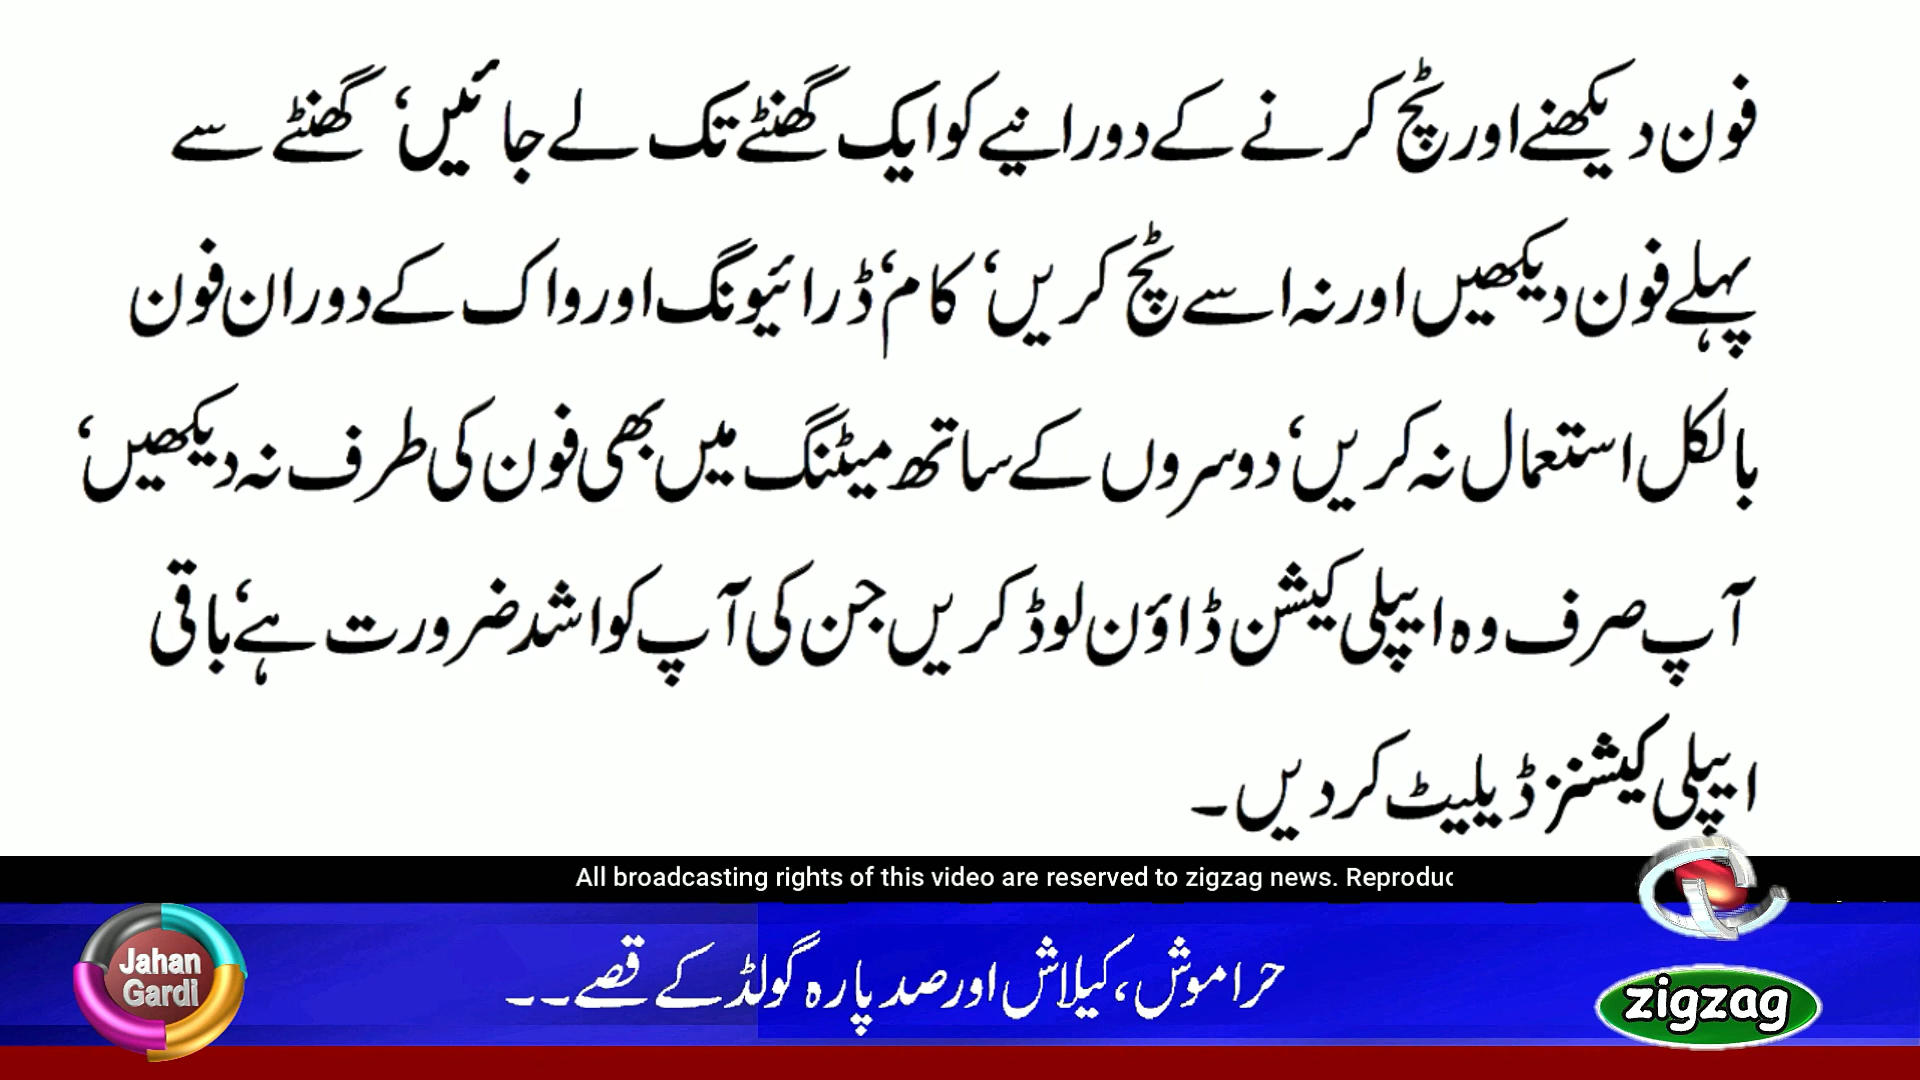 فون دیکھنے اور ٹچ کرنے کے دورانیے کو ایک گھنٹے تک لے جائیں‘ گھنٹے سے
پہلے فون دیکھیں اور نہ اسے ٹچ کریں‘ کام‘ ڈرائیونگ اور واک کے دوران فون
بالکل استعمال نہ کریں‘ دوسروں کے ساتھ میٹنگ میں بھی فون کی طرف نہ دیکھیں‘
آپ صرف وہ ایپلی کیشن ڈاؤن لوڈ کریں جن کی آپ کو اشد ضرورت ہے‘ باقی
ایپلی کیشنز ڈیلیٹ کر دیں۔
All broadcasting rights of this video are reserved to zigzag news. Reproduc
Jahan
Gardi
حراموش، کیلاش اور صد پارہ گولڈ کے قصے۔۔
zigzag